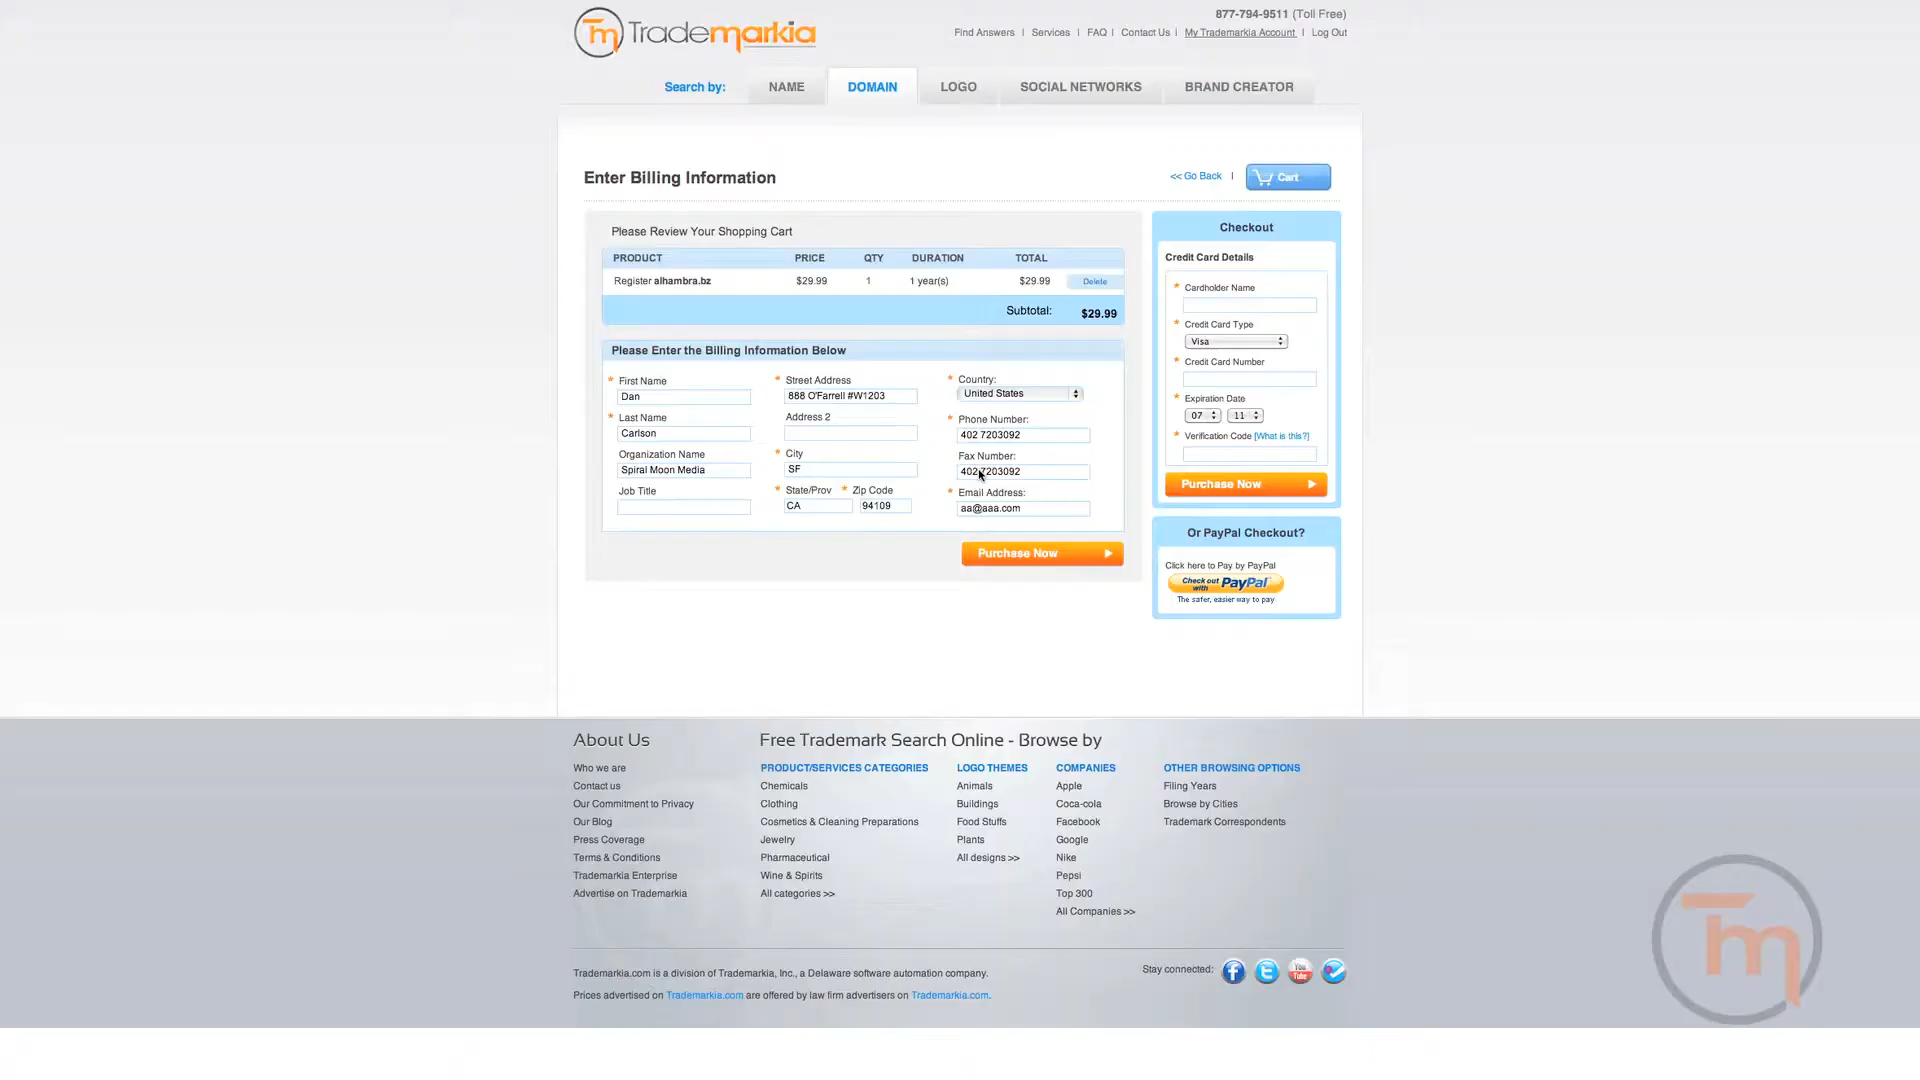 Trademarkia
877-794-9511 (Toll Free)
Find Answers | Services | FAQ | Contact Us | My Trademarkia Account | Log Out
Search by: NAME DOMAIN LOGO SOCIAL NETWORKS BRAND CREATOR
Enter Billing Information
<< Go Back | Cart
Please Review Your Shopping Cart
PRODUCT PRICE QTY DURATION TOTAL
Register alhambra.bz $29.99 1 1 year(s) $29.99 Delete
Subtotal: $29.99
Please Enter the Billing Information Below
* First Name
Dan
* Last Name
Carlson
Organization Name
Spiral Moon Media
Job Title
* Street Address
888 O'Farrell #W1203
Address 2
* City
SF
* State/Prov * Zip Code
CA 94109
* Country:
United States
* Phone Number:
402 7203092
Fax Number:
402 7203092
* Email Address:
aa@aaa.com
Purchase Now
Checkout
Credit Card Details
* Cardholder Name
* Credit Card Type
Visa
* Credit Card Number
* Expiration Date
07 11
* Verification Code [What is this?]
Purchase Now
Or PayPal Checkout?
Click here to Pay by PayPal
Check out with PayPal
The safer, easier way to pay
About Us
Who we are
Contact us
Our Commitment to Privacy
Our Blog
Press Coverage
Terms & Conditions
Trademarkia Enterprise
Advertise on Trademarkia
Free Trademark Search Online - Browse by
PRODUCT/SERVICES CATEGORIES
Chemicals
Clothing
Cosmetics & Cleaning Preparations
Jewelry
Pharmaceutical
Wine & Spirits
All categories >>
LOGO THEMES
Animals
Buildings
Food Stuffs
Plants
All designs >>
COMPANIES
Apple
Coca-cola
Facebook
Google
Nike
Pepsi
Top 300
All Companies >>
OTHER BROWSING OPTIONS
Filing Years
Browse by Cities
Trademark Correspondents
Trademarkia.com is a division of Trademarkia, Inc., a Delaware software automation company.
Prices advertised on Trademarkia.com are offered by law firm advertisers on Trademarkia.com.
Stay connected: f t You Tube
Tm